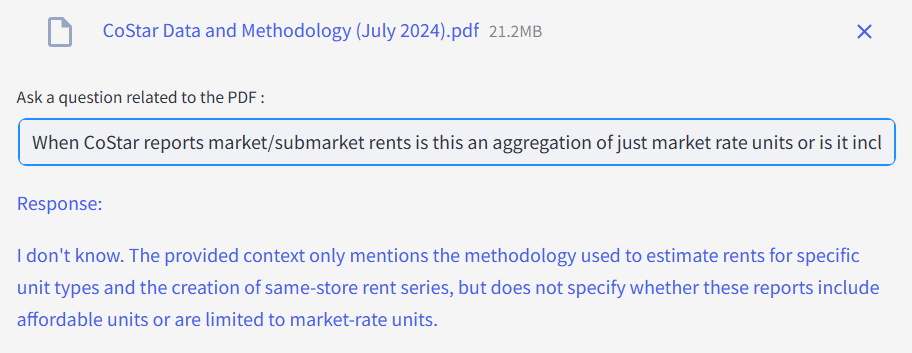 CoStar Data and Methodology (July 2024).pdf 21.2MB
Ask a question related to the PDF :
When CoStar reports market/submarket rents is this an aggregation of just market rate units or is it incl
Response:
I don't know. The provided context only mentions the methodology used to estimate rents for specific
unit types and the creation of same-store rent series, but does not specify whether these reports include
affordable units or are limited to market-rate units.